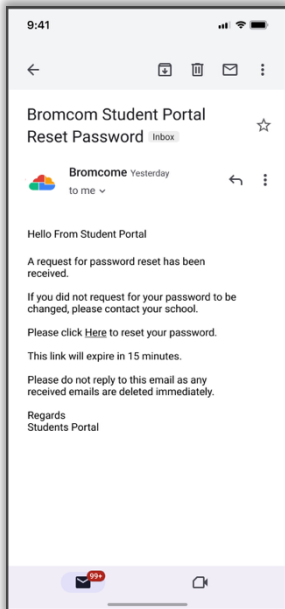 9:41
Bromcom Student Portal
Reset Password Inbox
Bromcome Yesterday
to me
Hello From Student Portal
A request for password reset has been
received.
If you did not request for your password to be
changed, please contact your school.
Please click Here to reset your password.
This link will expire in 15 minutes.
Please do not reply to this email as any
received emails are deleted immediately.
Regards
Students Portal
99+